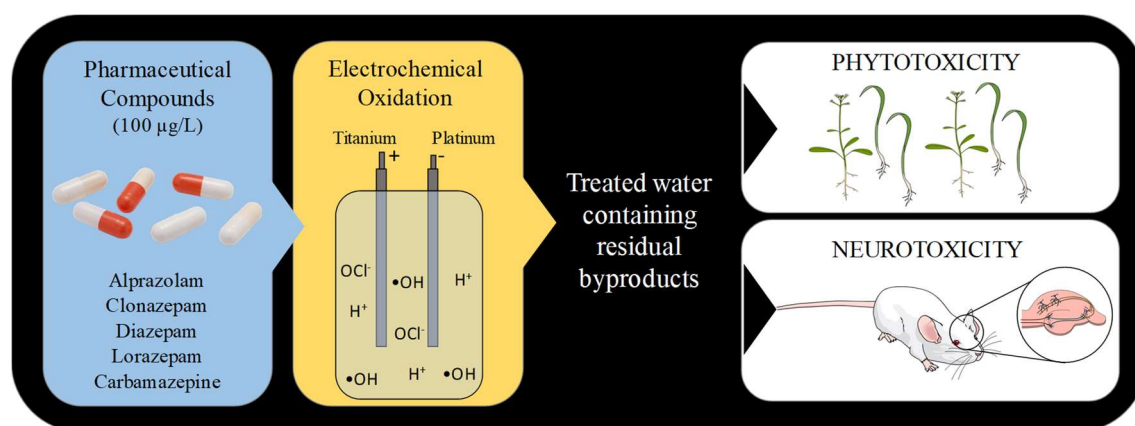 Pharmaceutical
Compounds
(100 µg/L)
Alprazolam
Clonazepam
Diazepam
Lorazepam
Carbamazepine
Electrochemical
Oxidation
Titanium Platinum
+ -
OCl⁻
•OH
H⁺
H⁺
OCl⁻
•OH
H⁺
•OH
Treated water
containing
residual
byproducts
PHYTOTOXICITY
NEUROTOXICITY